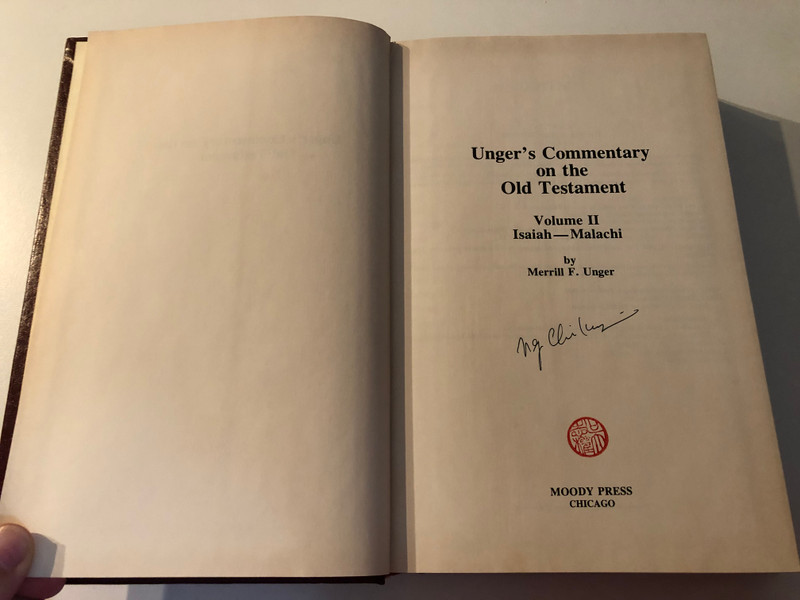 Unger's Commentary
on the
Old Testament
Volume II
Isaiah—Malachi
by
Merrill F. Unger
MOODY PRESS
CHICAGO